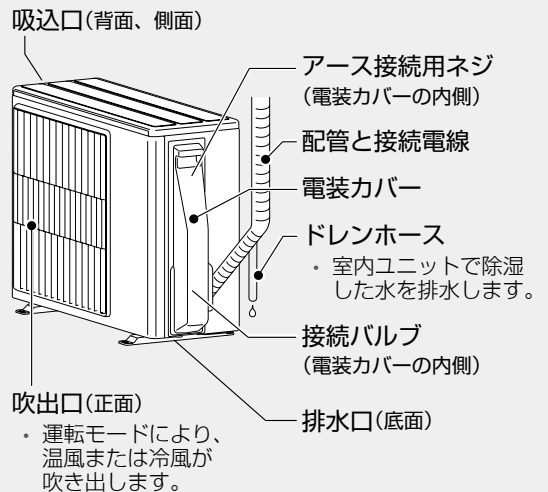 吸込口(背面、側面)
アース接続用ネジ
(電装カバーの内側)
配管と接続電線
電装カバー
ドレンホース
・ 室内ユニットで除湿
した水を排水します。
接続バルブ
(電装カバーの内側)
吹出口(正面)
・ 運転モードにより、
温風または冷風が
吹き出します。
排水口(底面)